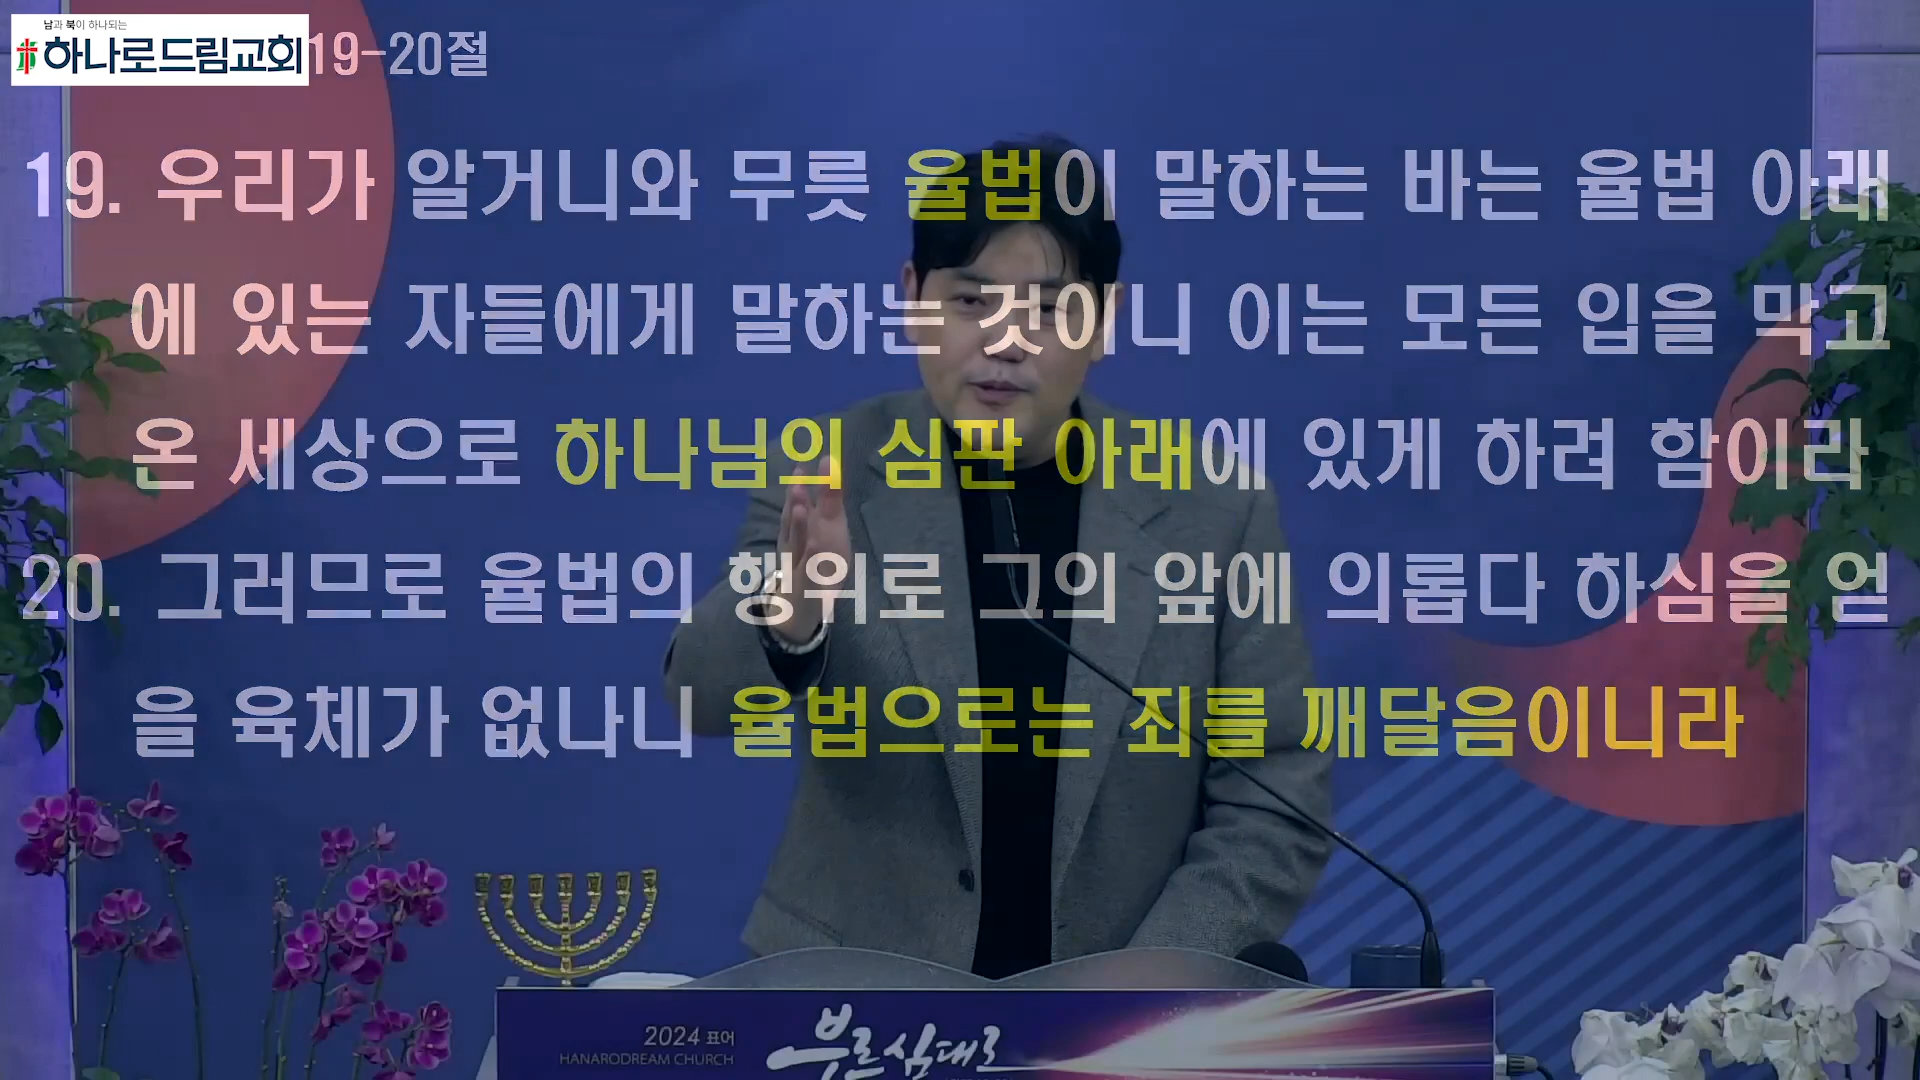 남과 북이 하나되는
하나로드림교회
19-20절
19. 우리가 알거니와 무릇 율법이 말하는 바는 율법 아래
에 있는 자들에게 말하는 것이니 이는 모든 입을 막고
온 세상으로 하나님의 심판 아래에 있게 하려 함이라
20. 그러므로 율법의 행위로 그의 앞에 의롭다 하심을 얻
을 육체가 없나니 율법으로는 죄를 깨달음이니라
2024 표어
HANARODREAM CHURCH
부르심대로